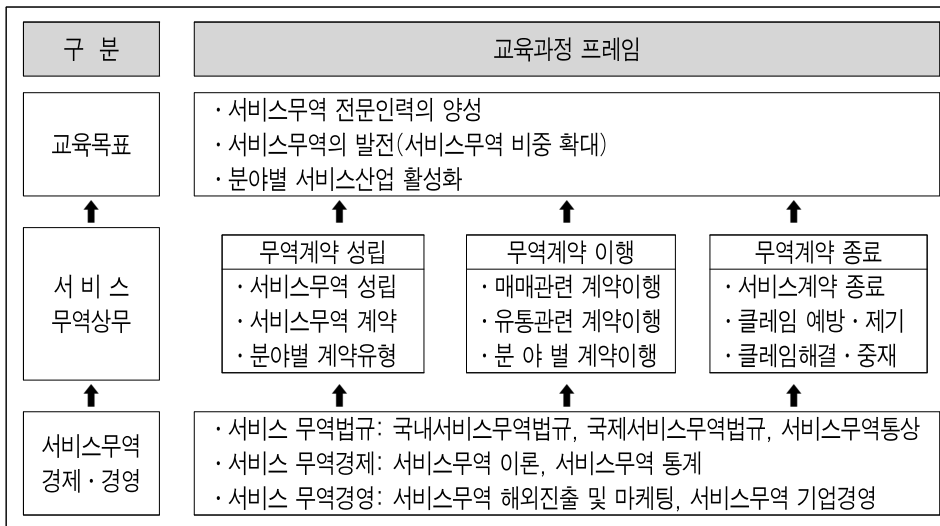 구 분
교육과정 프레임
교육목표
· 서비스무역 전문인력의 양성
· 서비스무역의 발전(서비스무역 비중 확대)
· 분야별 서비스산업 활성화
서 비 스
무역상무
무역계약 성립
· 서비스무역 성립
· 서비스무역 계약
· 분야별 계약유형
무역계약 이행
· 매매관련 계약이행
· 유통관련 계약이행
· 분 야 별 계약이행
무역계약 종료
· 서비스계약 종료
· 클레임 예방 · 제기
· 클레임해결 · 중재
서비스무역
경제 · 경영
· 서비스 무역법규: 국내서비스무역법규, 국제서비스무역법규, 서비스무역통상
· 서비스 무역경제: 서비스무역 이론, 서비스무역 통계
· 서비스 무역경영: 서비스무역 해외진출 및 마케팅, 서비스무역 기업경영